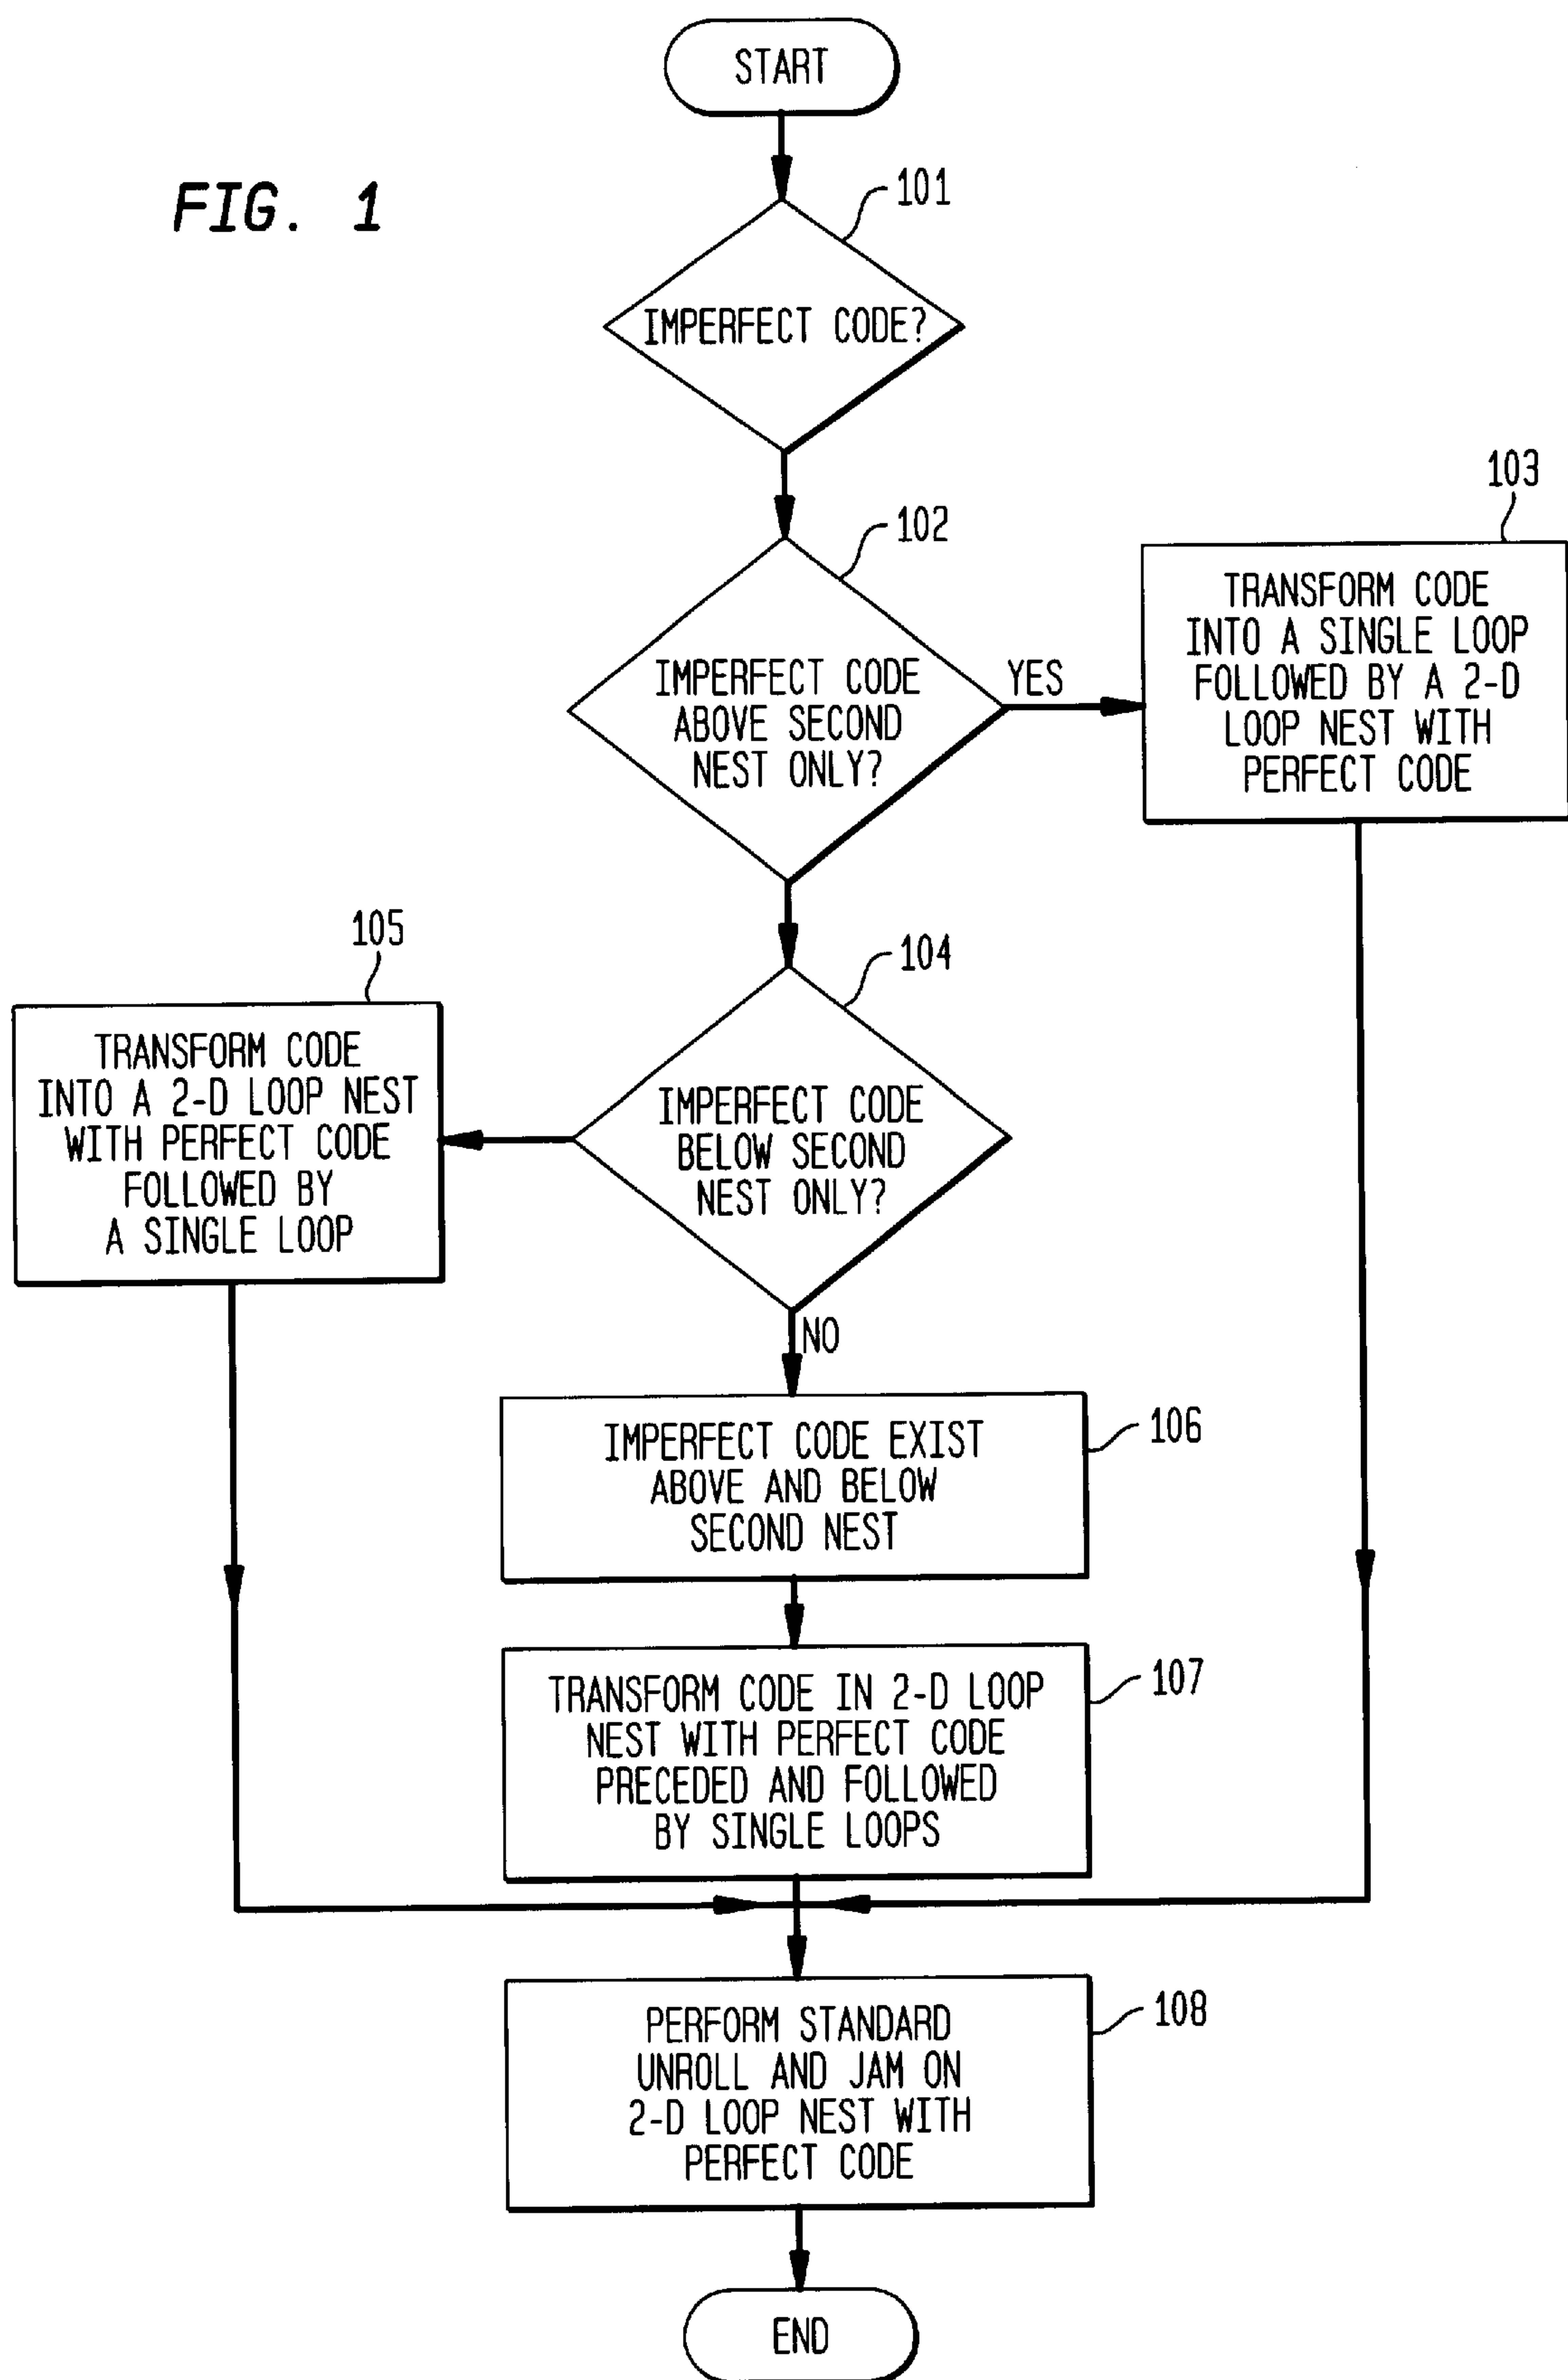 START
FIG. 1
101
IMPERFECT CODE?
102
IMPERFECT CODE
ABOVE SECOND
NEST ONLY?
YES
103
TRANSFORM CODE
INTO A SINGLE LOOP
FOLLOWED BY A 2-D
LOOP NEST WITH
PERFECT CODE
104
IMPERFECT CODE
BELOW SECOND
NEST ONLY?
105
TRANSFORM CODE
INTO A 2-D LOOP NEST
WITH PERFECT CODE
FOLLOWED BY
A SINGLE LOOP
NO
106
IMPERFECT CODE EXIST
ABOVE AND BELOW
SECOND NEST
107
TRANSFORM CODE IN 2-D LOOP
NEST WITH PERFECT CODE
PRECEDED AND FOLLOWED
BY SINGLE LOOPS
108
PERFORM STANDARD
UNROLL AND JAM ON
2-D LOOP NEST WITH
PERFECT CODE
END